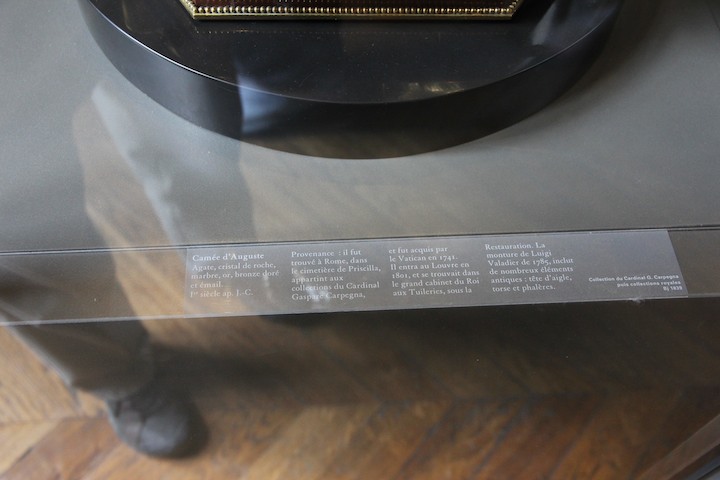 Camée d'Auguste
Agate, cristal de roche,
marbre, or, bronze doré
et émail.
Iᵉʳ siècle ap. J.-C.
Provenance : il fut
trouvé à Rome, dans
le cimetière de Priscilla,
appartint aux
collections du Cardinal
Gaspare Carpegna,
et fut acquis par
le Vatican en 1741.
Il entra au Louvre en
1801, et se trouvait dans
le grand cabinet du Roi
aux Tuileries, sous la
Restauration. La
monture de Luigi
Valadier de 1785, inclut
de nombreux éléments
antiques : tête d'aigle,
torse et phalères.
Collection du Cardinal G. Carpegna
puis collections royales
Bj 1839